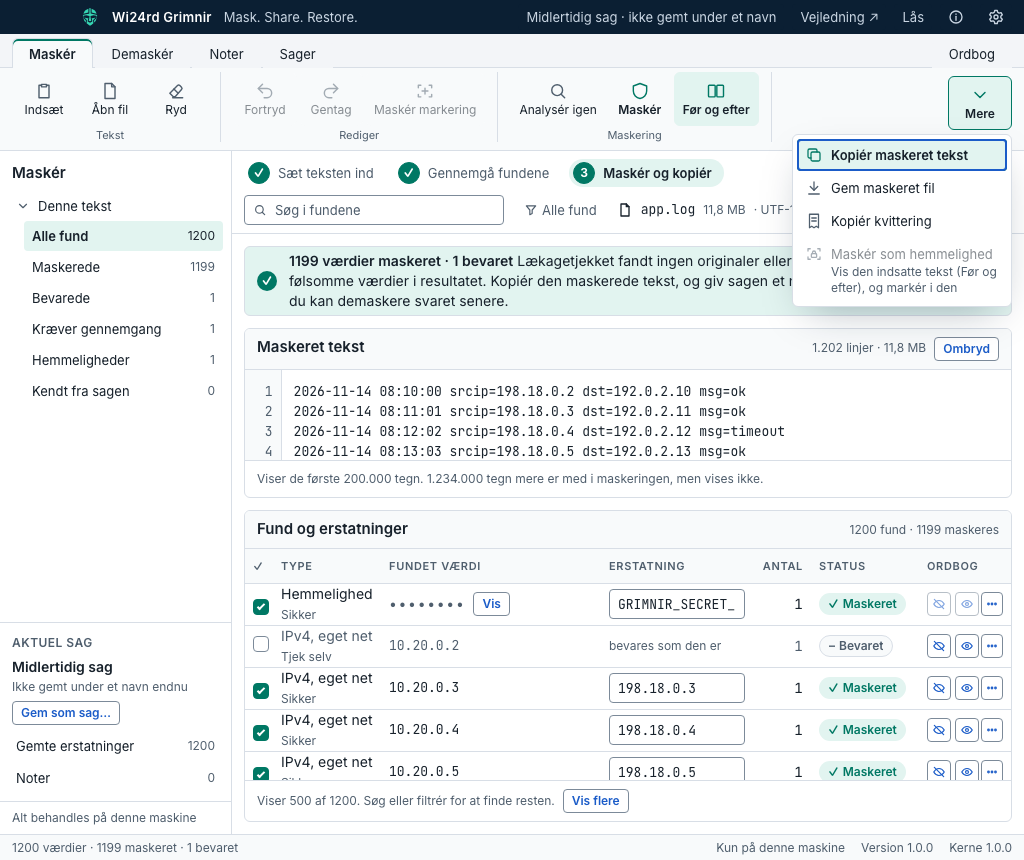 Wi24rd Grimnir Mask. Share. Restore. Midlertidig sag · ikke gemt under et navn Vejledning ↗ Lås
Maskér Demaskér Noter Sager Ordbog
Indsæt Åbn fil Ryd Fortryd Gentag Maskér markering Analysér igen Maskér Før og efter Mere
Tekst Rediger Maskering
Kopiér maskeret tekst
Gem maskeret fil
Kopiér kvittering
Maskér som hemmelighed
Vis den indsatte tekst (Før og
efter), og markér i den
Maskér
Denne tekst
Alle fund 1200
Maskerede 1199
Bevarede 1
Kræver gennemgang 1
Hemmeligheder 1
Kendt fra sagen 0
AKTUEL SAG
Midlertidig sag
Ikke gemt under et navn endnu
Gem som sag...
Gemte erstatninger 1200
Noter 0
Alt behandles på denne maskine
Sæt teksten ind Gennemgå fundene 3 Maskér og kopiér
Søg i fundene Alle fund app.log 11,8 MB · UTF-
1199 værdier maskeret · 1 bevaret Lækagetjekket fandt ingen originaler eller
følsomme værdier i resultatet. Kopiér den maskerede tekst, og giv sagen et
du kan demaskere svaret senere.
Maskeret tekst 1.202 linjer · 11,8 MB Ombryd
1 2026-11-14 08:10:00 srcip=198.18.0.2 dst=192.0.2.10 msg=ok
2 2026-11-14 08:11:01 srcip=198.18.0.3 dst=192.0.2.11 msg=ok
3 2026-11-14 08:12:02 srcip=198.18.0.4 dst=192.0.2.12 msg=timeout
4 2026-11-14 08:13:03 srcip=198.18.0.5 dst=192.0.2.13 msg=ok
Viser de første 200.000 tegn. 1.234.000 tegn mere er med i maskeringen, men vises ikke.
Fund og erstatninger 1200 fund · 1199 maskeres
✓ TYPE FUNDET VÆRDI ERSTATNING ANTAL STATUS ORDBOG
Hemmelighed •••••••• Vis GRIMNIR_SECRET_ 1 ✓ Maskeret
Sikker
IPv4, eget net 10.20.0.2 bevares som den er 1 – Bevaret
Tjek selv
IPv4, eget net 10.20.0.3 198.18.0.3 1 ✓ Maskeret
Sikker
IPv4, eget net 10.20.0.4 198.18.0.4 1 ✓ Maskeret
Sikker
IPv4, eget net 10.20.0.5 198.18.0.5 1 ✓ Maskeret
Viser 500 af 1200. Søg eller filtrér for at finde resten. Vis flere
1200 værdier · 1199 maskeret · 1 bevaret Kun på denne maskine Version 1.0.0 Kerne 1.0.0